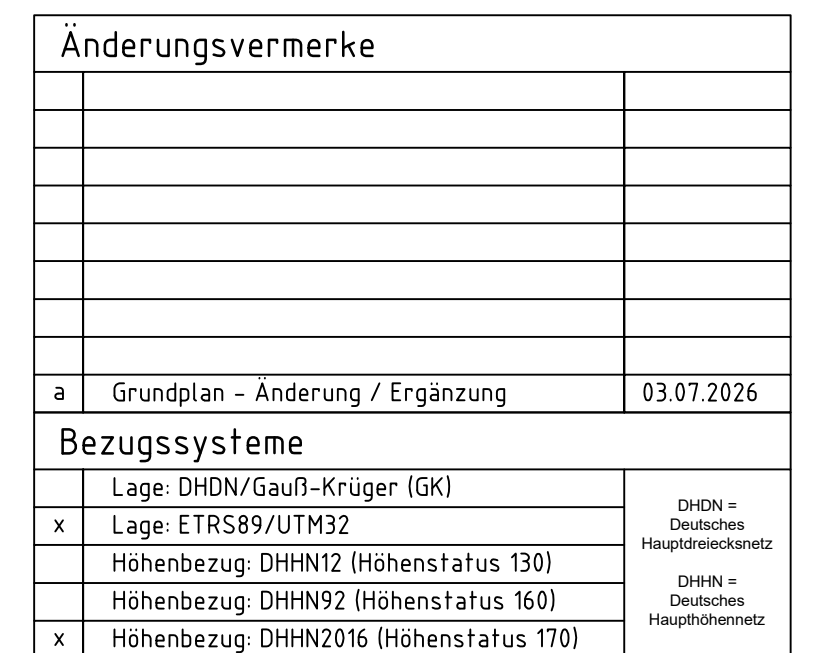 Änderungsvermerke
a Grundplan - Änderung / Ergänzung 03.07.2026
Bezugssysteme
Lage: DHDN/Gauß-Krüger (GK)
x Lage: ETRS89/UTM32
Höhenbezug: DHHN12 (Höhenstatus 130)
Höhenbezug: DHHN92 (Höhenstatus 160)
x Höhenbezug: DHHN2016 (Höhenstatus 170)
DHDN =
Deutsches
Hauptdreiecksnetz
DHHN =
Deutsches
Haupthöhennetz